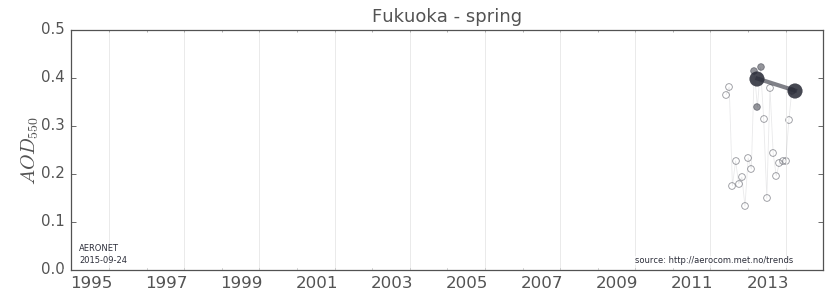 Fukuoka - spring
0.5
0.4
0.3
0.2
0.1
0.0
AOD550
AERONET
2015-09-24
source: http://aerocom.met.no/trends
1995 1997 1999 2001 2003 2005 2007 2009 2011 2013